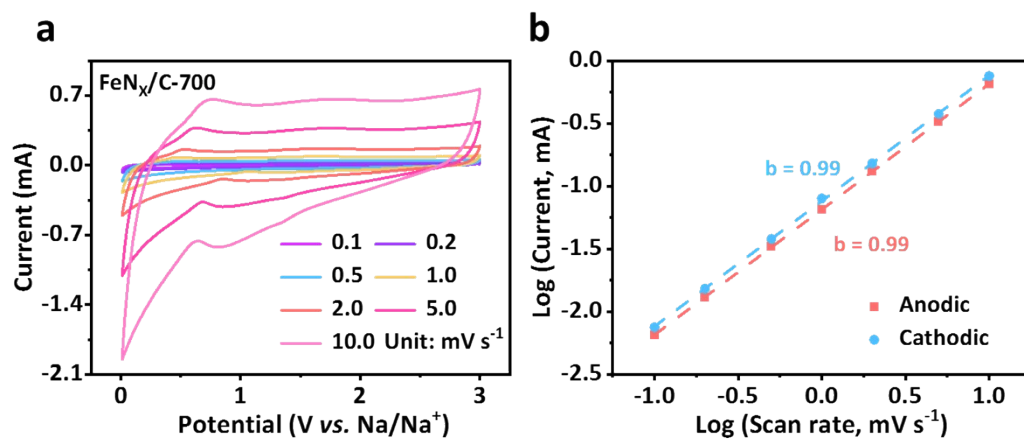 a
FeNX/C-700
0.7
0.0
-0.7
-1.4
-2.1
Current (mA)
0.1 0.2
0.5 1.0
2.0 5.0
10.0 Unit: mV s-1
0 1 2 3
Potential (V vs. Na/Na+)
b
0.0
-0.5
-1.0
-1.5
-2.0
-2.5
Log (Current, mA)
b = 0.99
b = 0.99
Anodic
Cathodic
-1.0 -0.5 0.0 0.5 1.0
Log (Scan rate, mV s-1)